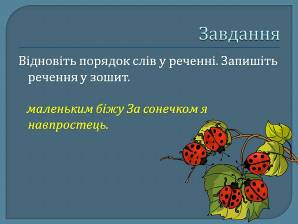 Завдання
Відновіть порядок слів у реченні. Запишіть
речення у зошит.
маленьким біжу За сонечком я
навпростець.